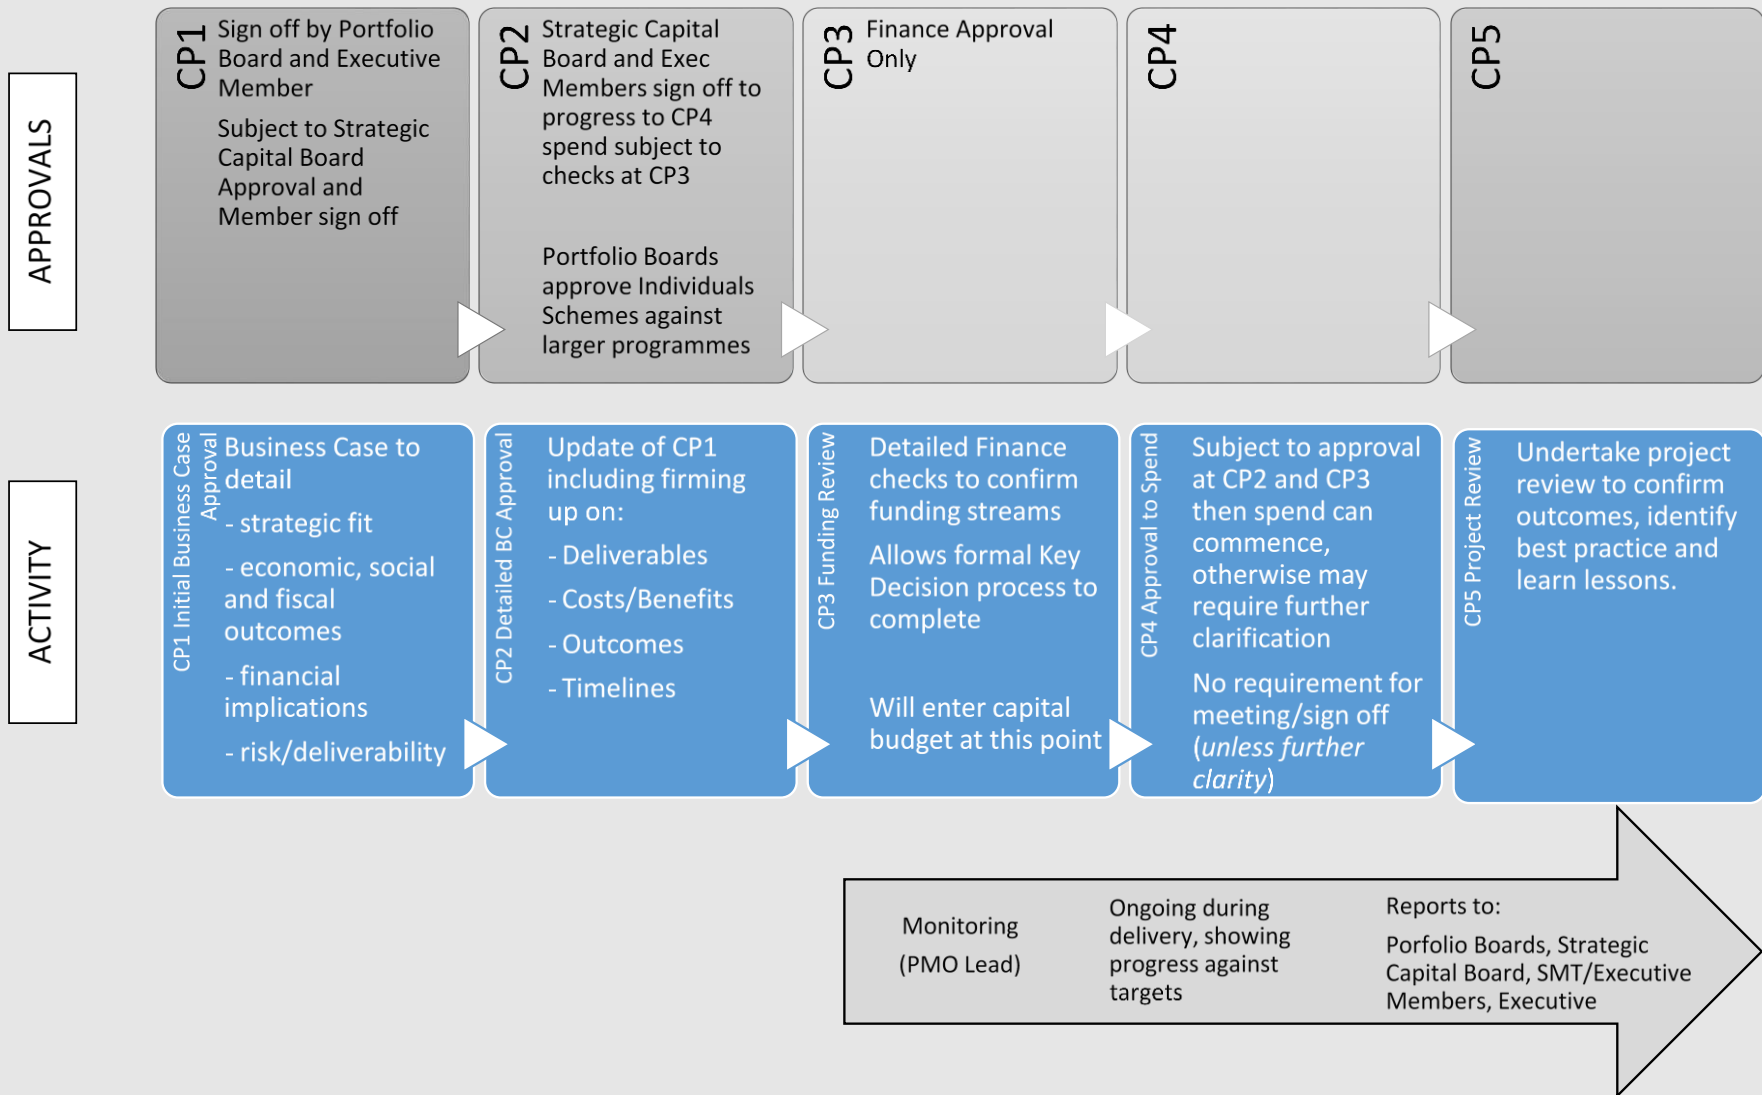 APPROVALS
CP1
Sign off by Portfolio
Board and Executive
Member
Subject to Strategic
Capital Board
Approval and
Member sign off
CP2
Strategic Capital
Board and Exec
Members sign off to
progress to CP4
spend subject to
checks at CP3
Portfolio Boards
approve Individuals
Schemes against
larger programmes
CP3
Finance Approval
Only
CP4
CP5
ACTIVITY
CP1 Initial Business Case
Approval
Business Case to
detail
- strategic fit
- economic, social
and fiscal
outcomes
- financial
implications
- risk/deliverability
CP2 Detailed BC Approval
Update of CP1
including firming
up on:
- Deliverables
- Costs/Benefits
- Outcomes
- Timelines
CP3 Funding Review
Detailed Finance
checks to confirm
funding streams
Allows formal Key
Decision process to
complete
Will enter capital
budget at this point
CP4 Approval to Spend
Subject to approval
at CP2 and CP3
then spend can
commence,
otherwise may
require further
clarification
No requirement for
meeting/sign off
(unless further
clarity)
CP5 Project Review
Undertake project
review to confirm
outcomes, identify
best practice and
learn lessons.
Monitoring
(PMO Lead)
Ongoing during
delivery, showing
progress against
targets
Reports to:
Porfolio Boards, Strategic
Capital Board, SMT/Executive
Members, Executive